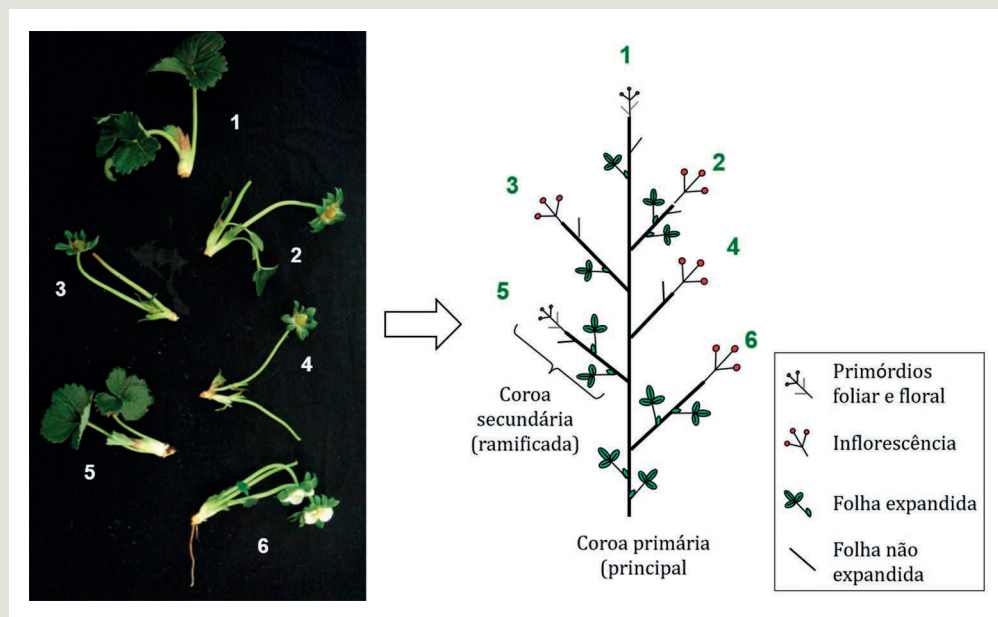 1
2
3
4
5
6
1
2
3
4
5
6
Coroa
secundária
(ramificada)
Coroa primária
(principal
Primórdios
foliar e floral
Inflorescência
Folha expandida
Folha não
expandida